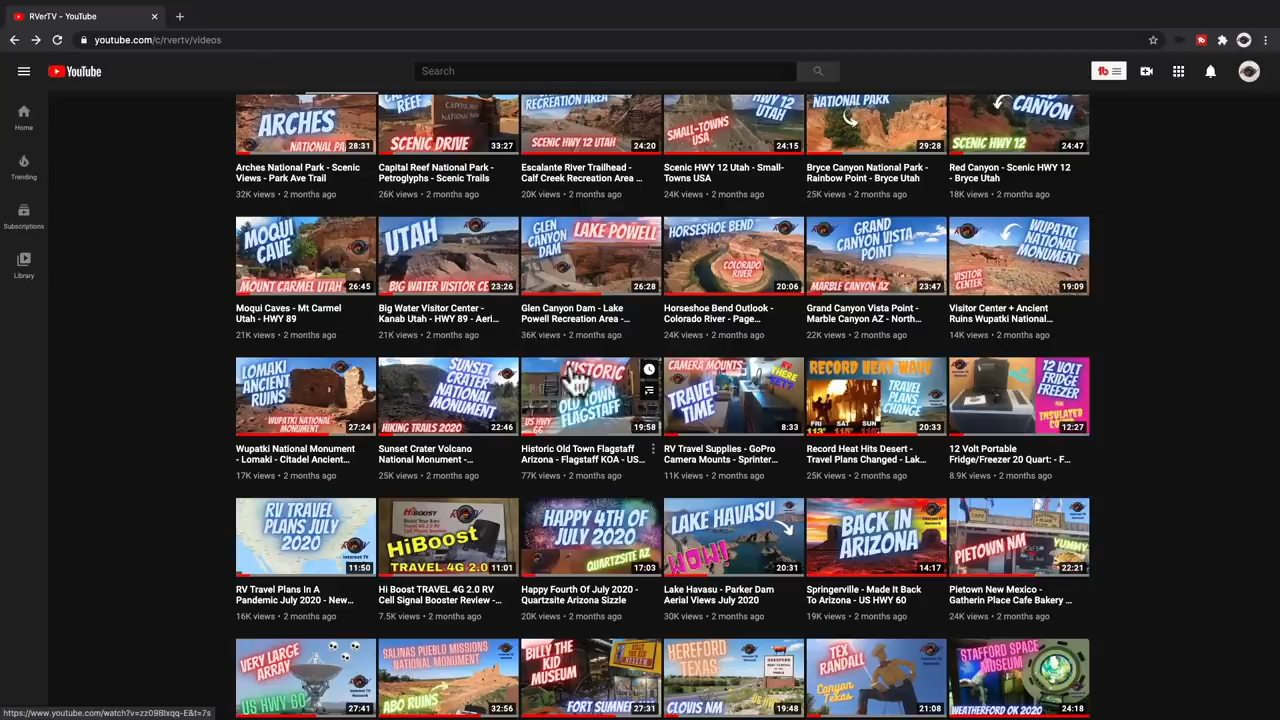 RVerTV - YouTube
youtube.com/c/rvertv/videos
YouTube
Search
Home
Trending
Subscriptions
Library
ARCHES
NATIONAL PA
28:31
REEF
CAPITOL REEF
NATIONAL PARK
SCENIC DRIVE
33:27
RECREATION AREA
SCENIC HWY 12 UTAH
24:20
HWY 12
UTAH
SMALL-TOWNS
USA
24:15
NATIONAL PARK
29:28
CANYON
SCENIC HWY 12
24:47
Arches National Park - Scenic
Views - Park Ave Trail
32K views • 2 months ago
Capital Reef National Park -
Petroglyphs - Scenic Trails
26K views • 2 months ago
Escalante River Trailhead -
Calf Creek Recreation Area ...
20K views • 2 months ago
Scenic HWY 12 Utah - Small-
Towns USA
24K views • 2 months ago
Bryce Canyon National Park -
Rainbow Point - Bryce Utah
25K views • 2 months ago
Red Canyon - Scenic HWY 12
- Bryce Utah
18K views • 2 months ago
MOQUI
CAVE
MOUNT CARMEL UTAH
26:45
UTAH
BIG WATER VISITOR CE
23:26
GLEN
CANYON
DAM
LAKE POWELL
26:28
HORSESHOE BEND
COLORADO
RIVER
20:06
GRAND
CANYON VISTA
POINT
MARBLE CANYON AZ
23:47
WUPATKI
NATIONAL
MONUMENT
VISITOR
CENTER
19:09
Moqui Caves - Mt Carmel
Utah - HWY 89
21K views • 2 months ago
Big Water Visitor Center -
Kanab Utah - HWY 89 - Aeri...
21K views • 2 months ago
Glen Canyon Dam - Lake
Powell Recreation Area -...
36K views • 2 months ago
Horseshoe Bend Outlook -
Colorado River - Page...
24K views • 2 months ago
Grand Canyon Vista Point -
Marble Canyon AZ - North...
22K views • 2 months ago
Visitor Center + Ancient
Ruins Wupatki National...
14K views • 2 months ago
LOMAKI
ANCIENT
RUINS
WUPATKI NATIONAL
MONUMENT
27:24
SUNSET
CRATER
NATIONAL
MONUMENT
HIKING TRAILS 2020
22:46
HISTORIC
OLD TOWN
FLAGSTAFF
US HWY
66
19:58
CAMERA MOUNTS
TRAVEL
TIME
RV
THERE
YET?
8:33
RECORD HEAT WAVE
TRAVEL
PLANS
CHANGE
FRI SAT SUN
20:33
12 VOLT
FRIDGE
FREEZER
PLUS
INSULATED
12:27
Wupatki National Monument
- Lomaki - Citadel Ancient...
17K views • 2 months ago
Sunset Crater Volcano
National Monument -...
25K views • 2 months ago
Historic Old Town Flagstaff
Arizona - Flagstaff KOA - US...
77K views • 2 months ago
RV Travel Supplies - GoPro
Camera Mounts - Sprinter...
11K views • 2 months ago
Record Heat Hits Desert -
Travel Plans Changed - Lak...
25K views • 2 months ago
12 Volt Portable
Fridge/Freezer 20 Quart: - F...
8.9K views • 2 months ago
RV TRAVEL
PLANS JULY
2020
11:50
HiBOOST
HiBoost
TRAVEL 4G 2.0
11:01
HAPPY 4TH OF
JULY 2020
QUARTZSITE AZ
17:03
LAKE HAVASU
WOW!
20:31
BACK IN
ARIZONA
14:17
PIETOWN NM
YUMMY
22:21
RV Travel Plans In A
Pandemic July 2020 - New...
16K views • 2 months ago
Hi Boost TRAVEL 4G 2.0 RV
Cell Signal Booster Review -...
7.5K views • 2 months ago
Happy Fourth Of July 2020 -
Quartzsite Arizona Sizzle
20K views • 2 months ago
Lake Havasu - Parker Dam
Aerial Views July 2020
30K views • 2 months ago
Springerville - Made It Back
To Arizona - US HWY 60
19K views • 2 months ago
Pietown New Mexico -
Gatherin Place Cafe Bakery ...
24K views • 2 months ago
VERY LARGE
ARRAY
US HWY 60
27:41
SALINAS PUEBLO MISSIONS
NATIONAL MONUMENT
ABO RUINS
32:56
BILLY THE
KID
MUSEUM
FORT SUMNER
27:31
HEREFORD
TEXAS
HEREFORD
CLOVIS NM
19:48
TEX
RANDALL
Canyon
Texas
21:08
STAFFORD SPACE
MUSEUM
WEATHERFORD OK 2020
24:18
https://www.youtube.com/watch?v=zz09Blxqq-E&t=7s